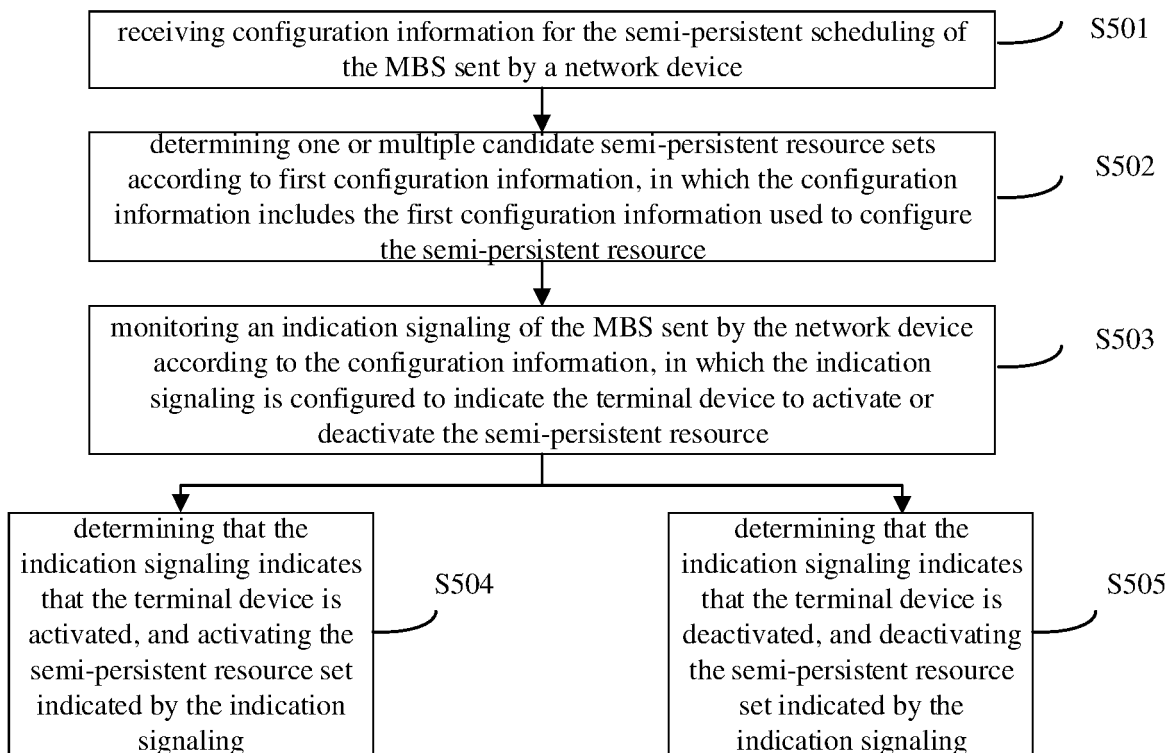 receiving configuration information for the semi-persistent scheduling of
the MBS sent by a network device
S501
determining one or multiple candidate semi-persistent resource sets
according to first configuration information, in which the configuration
information includes the first configuration information used to configure
the semi-persistent resource
S502
monitoring an indication signaling of the MBS sent by the network device
according to the configuration information, in which the indication
signaling is configured to indicate the terminal device to activate or
deactivate the semi-persistent resource
S503
determining that the
indication signaling indicates
that the terminal device is
activated, and activating the
semi-persistent resource set
indicated by the indication
signaling
S504
determining that the
indication signaling indicates
that the terminal device is
deactivated, and deactivating
the semi-persistent resource
set indicated by the
indication signaling
S505